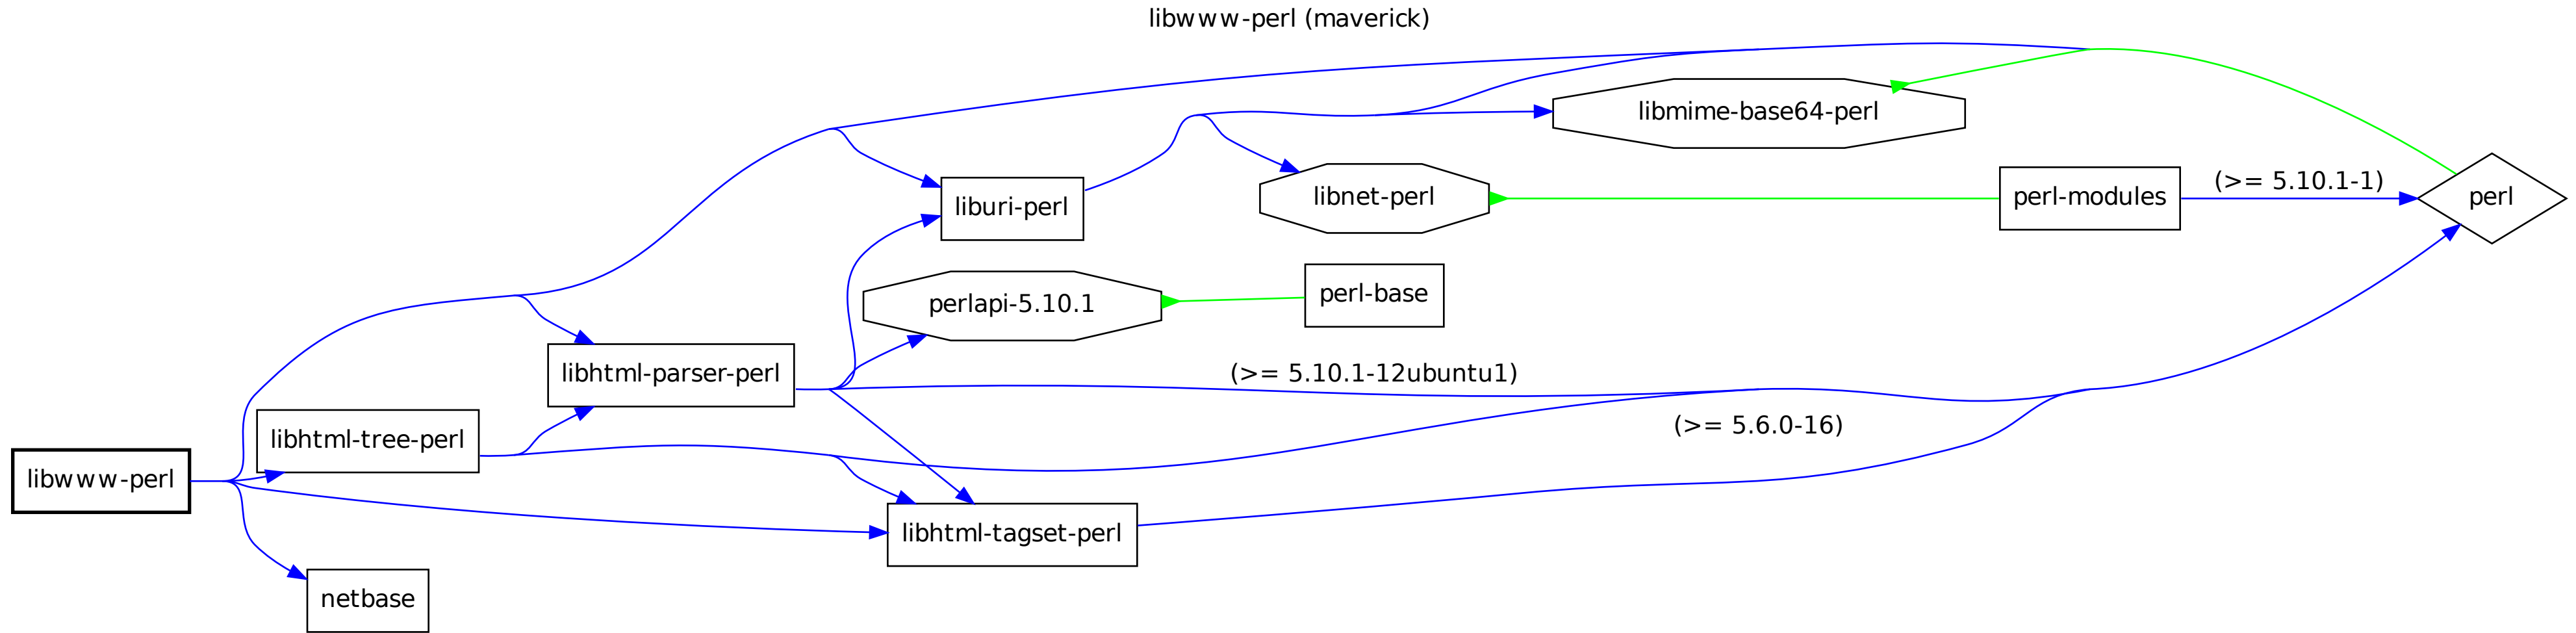 libwww-perl (maverick)
libmime-base64-perl
libnet-perl
perl-modules
(>= 5.10.1-1)
perl
liburi-perl
perlapi-5.10.1
perl-base
libhtml-parser-perl
(>= 5.10.1-12ubuntu1)
libhtml-tree-perl
(>= 5.6.0-16)
libwww-perl
libhtml-tagset-perl
netbase